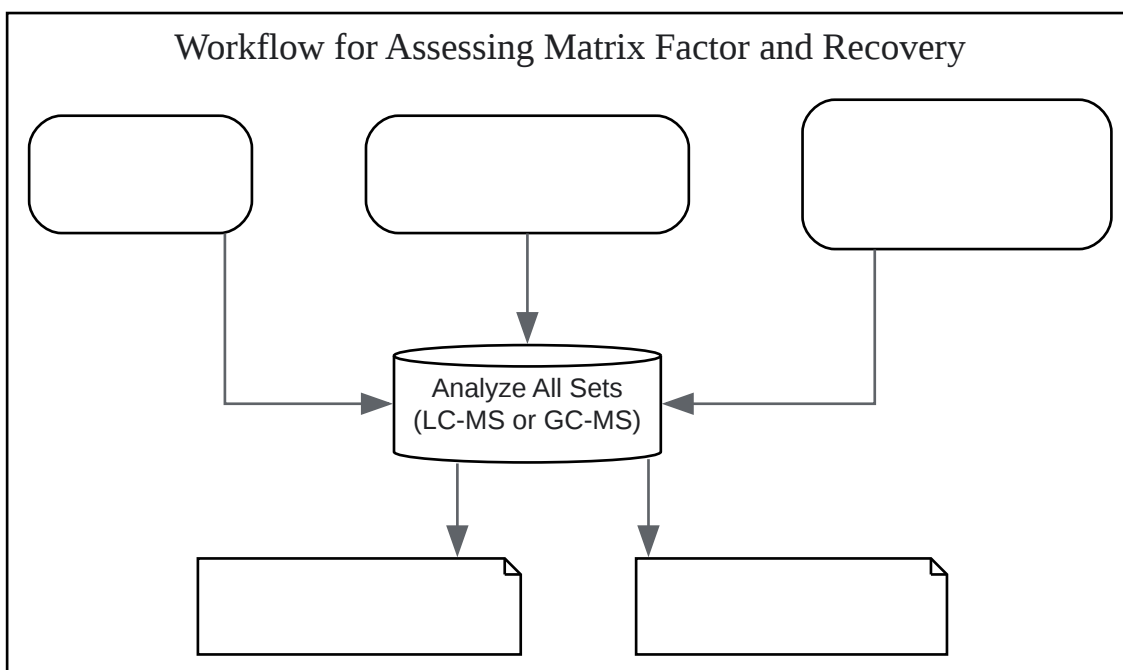 Workflow for Assessing Matrix Factor and Recovery
Analyze All Sets
(LC-MS or GC-MS)